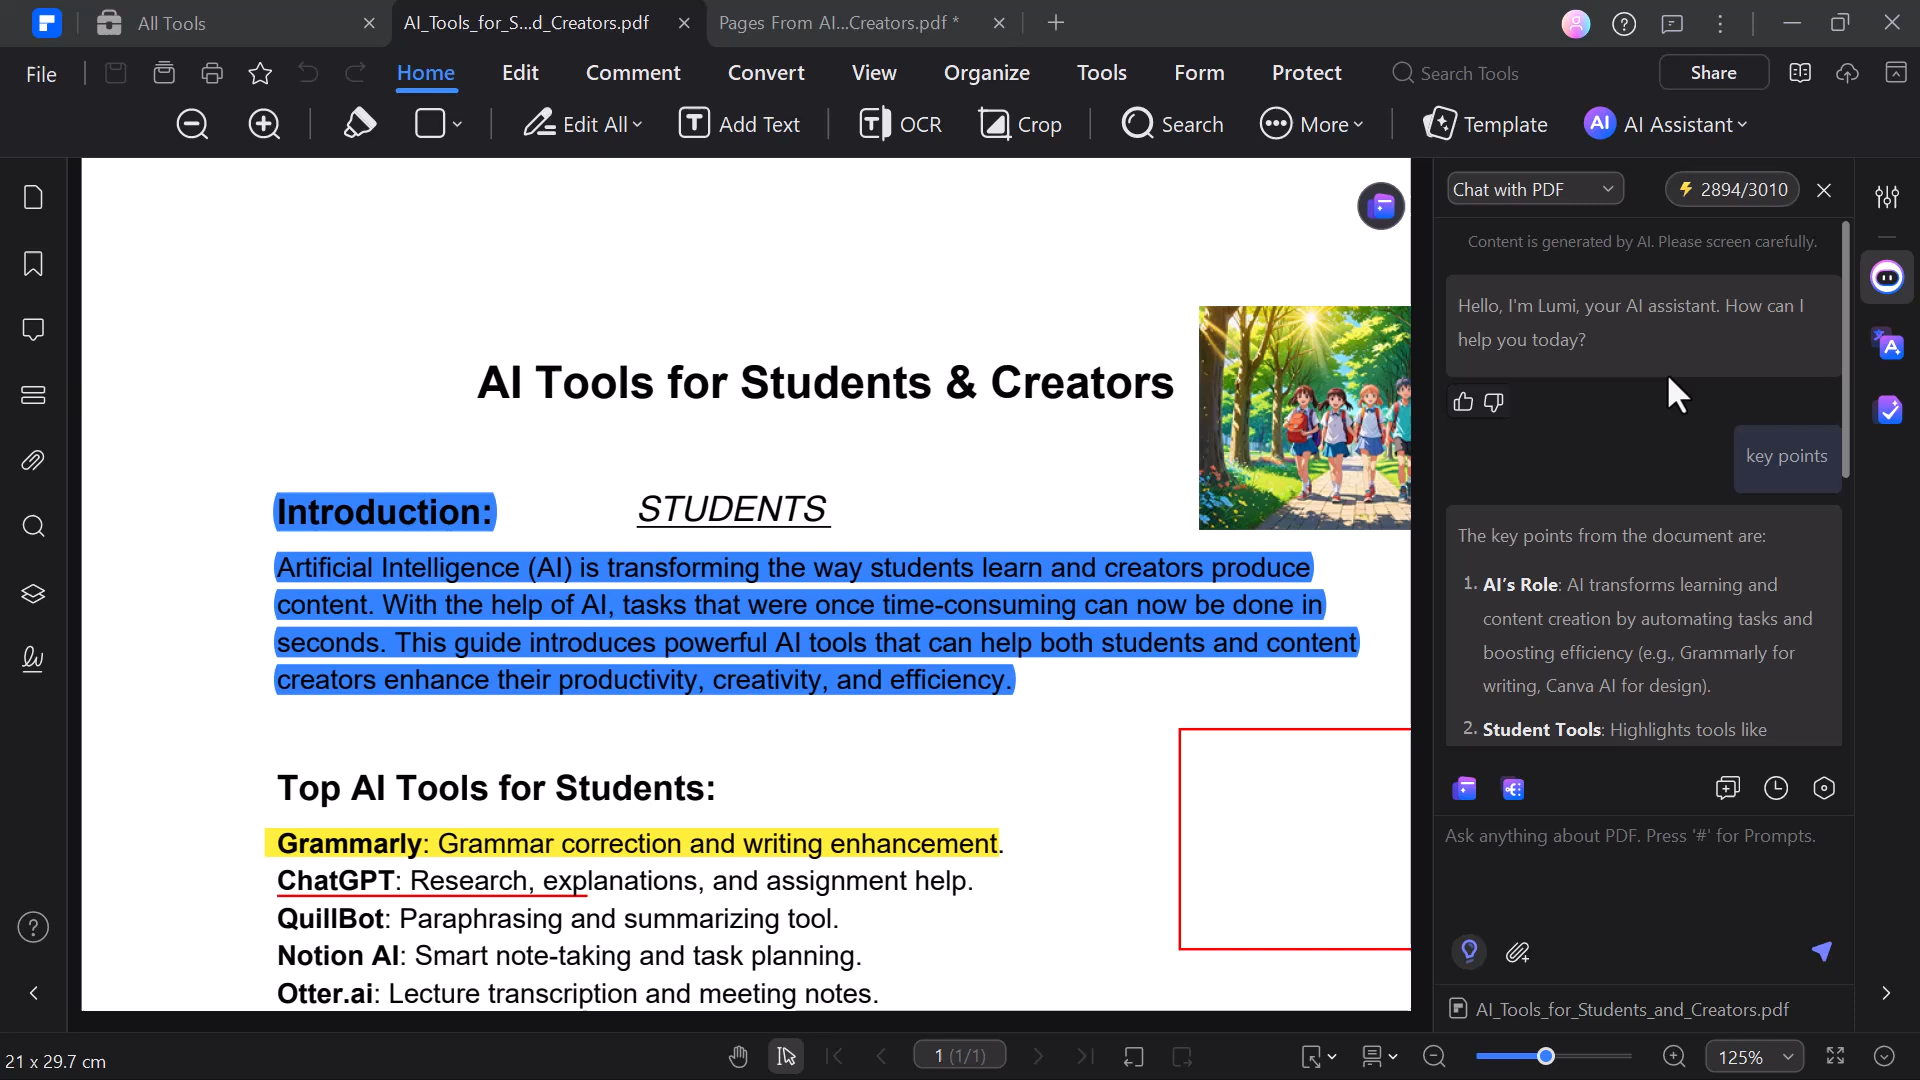 All Tools
AI_Tools_for_S...d_Creators.pdf
Pages From AI...Creators.pdf *
File
Home
Edit
Comment
Convert
View
Organize
Tools
Form
Protect
Search Tools
Share
Edit All
T Add Text
T OCR
Crop
Search
More
Template
AI AI Assistant
Chat with PDF
2894/3010
Content is generated by AI. Please screen carefully.
Hello, I'm Lumi, your AI assistant. How can I
help you today?
key points
The key points from the document are:
1. AI's Role: AI transforms learning and
content creation by automating tasks and
boosting efficiency (e.g., Grammarly for
writing, Canva AI for design).
2. Student Tools: Highlights tools like
Ask anything about PDF. Press '#' for Prompts.
AI_Tools_for_Students_and_Creators.pdf
AI Tools for Students & Creators
Introduction:
STUDENTS
Artificial Intelligence (AI) is transforming the way students learn and creators produce
content. With the help of AI, tasks that were once time-consuming can now be done in
seconds. This guide introduces powerful AI tools that can help both students and content
creators enhance their productivity, creativity, and efficiency.
Top AI Tools for Students:
Grammarly: Grammar correction and writing enhancement.
ChatGPT: Research, explanations, and assignment help.
QuillBot: Paraphrasing and summarizing tool.
Notion AI: Smart note-taking and task planning.
Otter.ai: Lecture transcription and meeting notes.
21 x 29.7 cm
1 (1/1)
125%